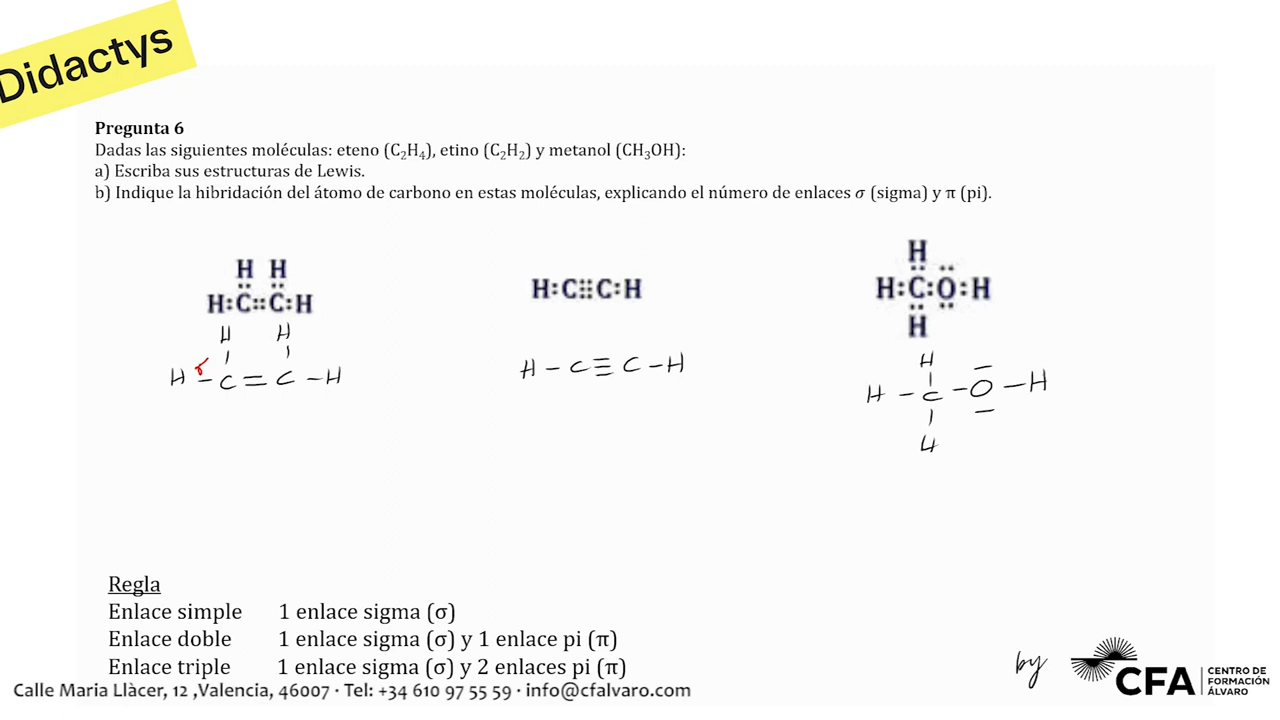 Didactys
Pregunta 6
Dadas las siguientes moléculas: eteno (C₂H₄), etino (C₂H₂) y metanol (CH₃OH):
a) Escriba sus estructuras de Lewis.
b) Indique la hibridación del átomo de carbono en estas moléculas, explicando el número de enlaces σ (sigma) y π (pi).
H H
H:C::C:H
H H
H σ – C = C – H
H:C⫶⫶C:H
H – C ≡ C – H
H
H:C:O:H
H
H
H – C – O – H
H
Regla
Enlace simple 1 enlace sigma (σ)
Enlace doble 1 enlace sigma (σ) y 1 enlace pi (π)
Enlace triple 1 enlace sigma (σ) y 2 enlaces pi (π)
Calle Maria Llàcer, 12 ,Valencia, 46007 · Tel: +34 610 97 55 59 · info@cfalvaro.com
by
CFA
CENTRO DE
FORMACIÓN
ÁLVARO